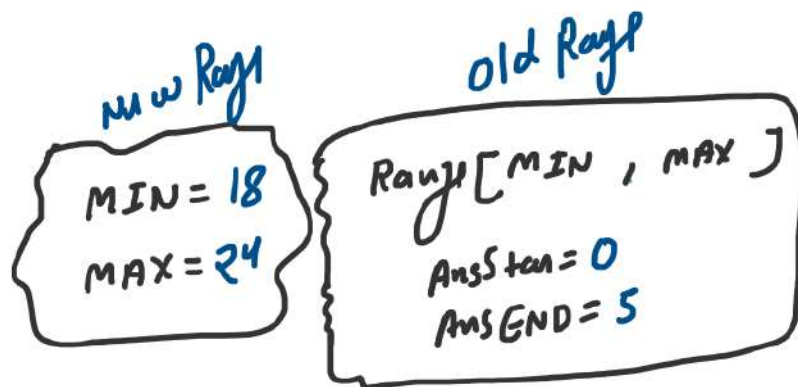 new Range
MIN = 18
MAX = 24
Old Range
Range[MIN , MAX]
AnsStart = 0
AnsEND = 5